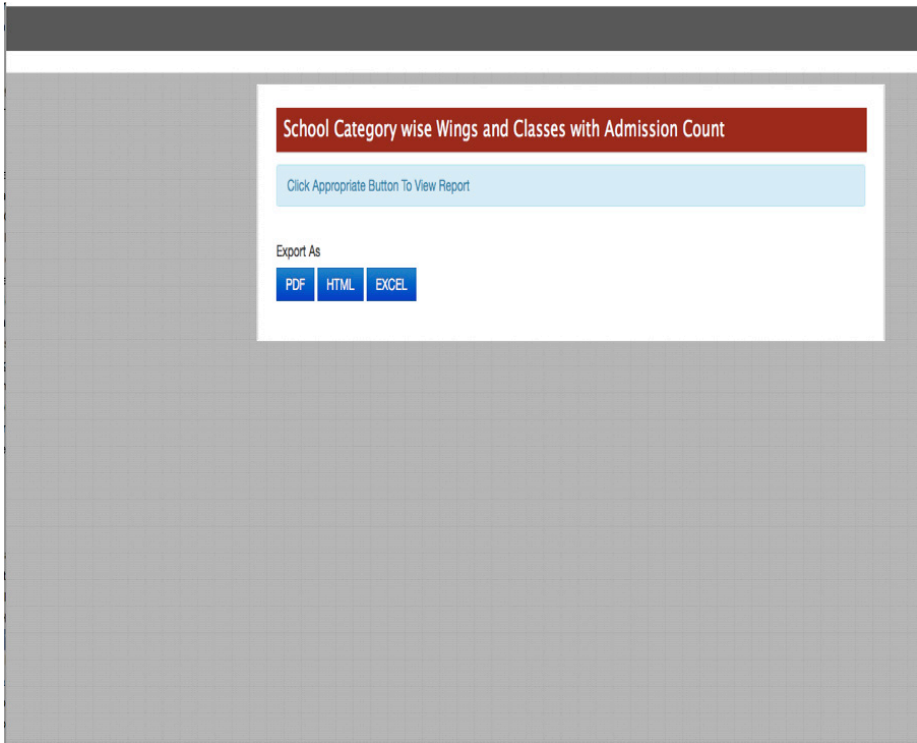 School Category wise Wings and Classes with Admission Count
Click Appropriate Button To View Report
Export As
PDF HTML EXCEL